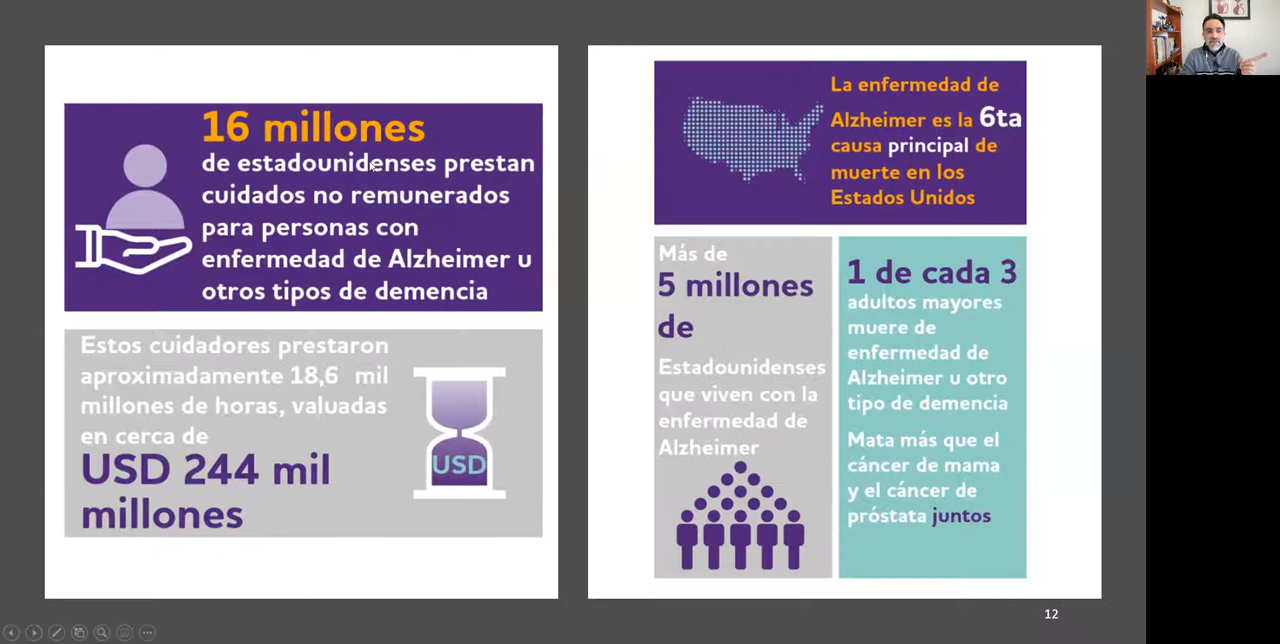 16 millones
de estadounidenses prestan
cuidados no remunerados
para personas con
enfermedad de Alzheimer u
otros tipos de demencia
Estos cuidadores prestaron
aproximadamente 18,6 mil
millones de horas, valuadas
en cerca de
USD 244 mil
millones
USD
La enfermedad de
Alzheimer es la 6ta
causa principal de
muerte en los
Estados Unidos
Más de
5 millones
de
Estadounidenses
que viven con la
enfermedad de
Alzheimer
1 de cada 3
adultos mayores
muere de
enfermedad de
Alzheimer u otro
tipo de demencia
Mata más que el
cáncer de mama
y el cáncer de
próstata juntos
12